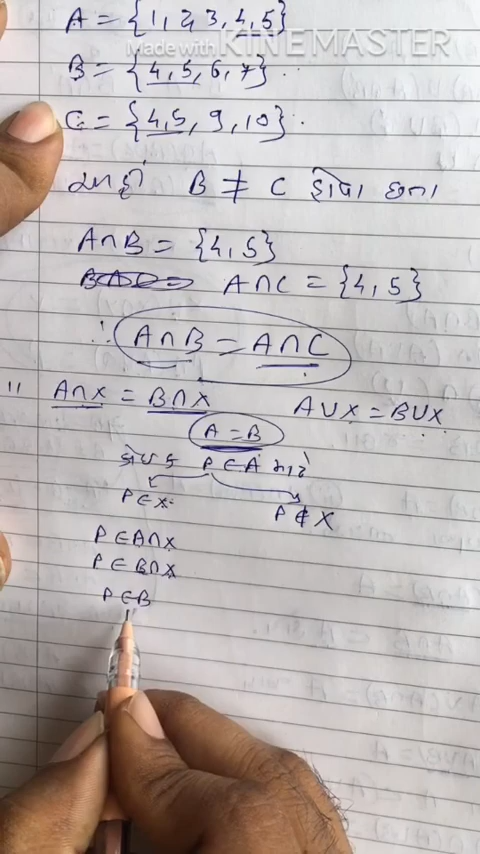 A = {1, 2, 3, 4, 5}
Made with KINEMASTER
B = {4, 5, 6, 7}
C = {4, 5, 9, 10}
અહીં B ≠ C હોવા છતા
A∩B = {4, 5}
A∩C = {4, 5}
∴ A∩B = A∩C
11 A∩X = B∩X A∪X = B∪X
A = B
P ∈ A માટે
P ∈ X P ∉ X
P ∈ A∩X
P ∈ B∩X
P ∈ B